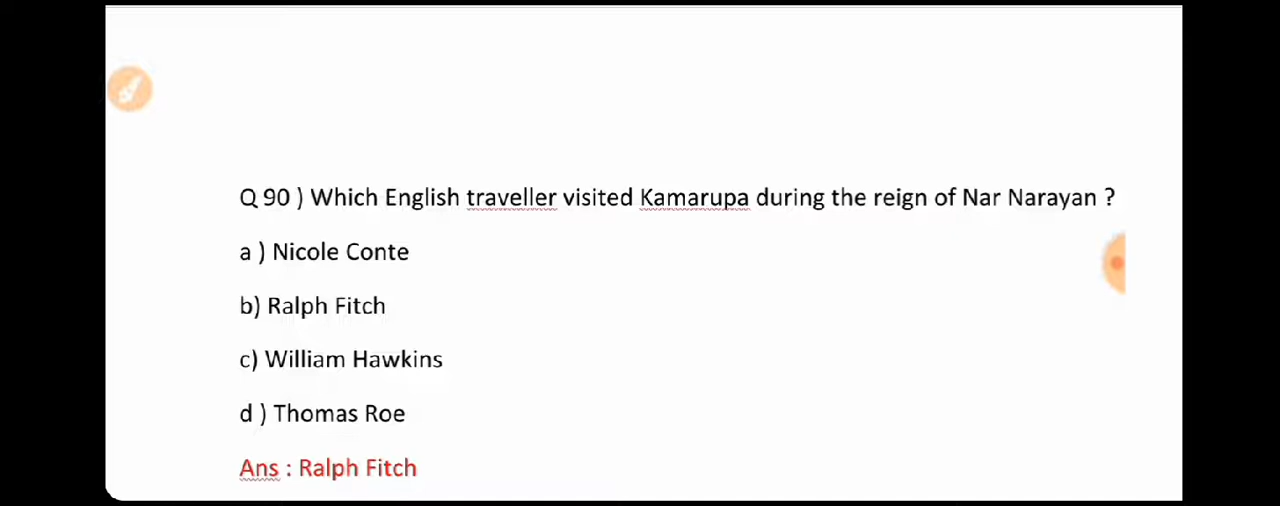 Q 90 ) Which English traveller visited Kamarupa during the reign of Nar Narayan ?
a ) Nicole Conte
b) Ralph Fitch
c) William Hawkins
d ) Thomas Roe
Ans : Ralph Fitch